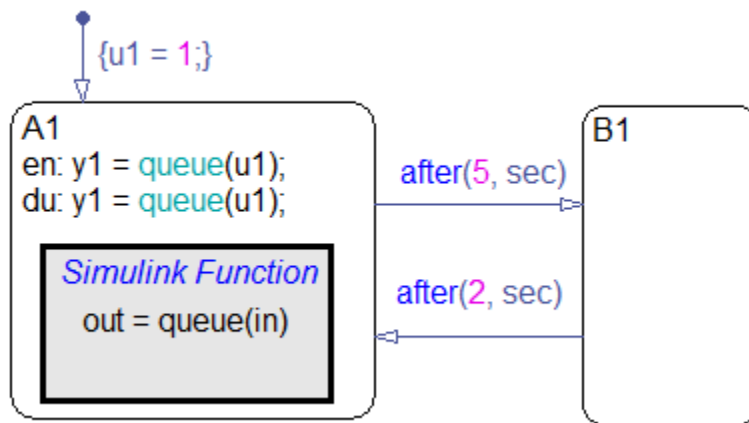 {u1 = 1;}
A1
en: y1 = queue(u1);
du: y1 = queue(u1);
Simulink Function
out = queue(in)
after(5, sec)
after(2, sec)
B1